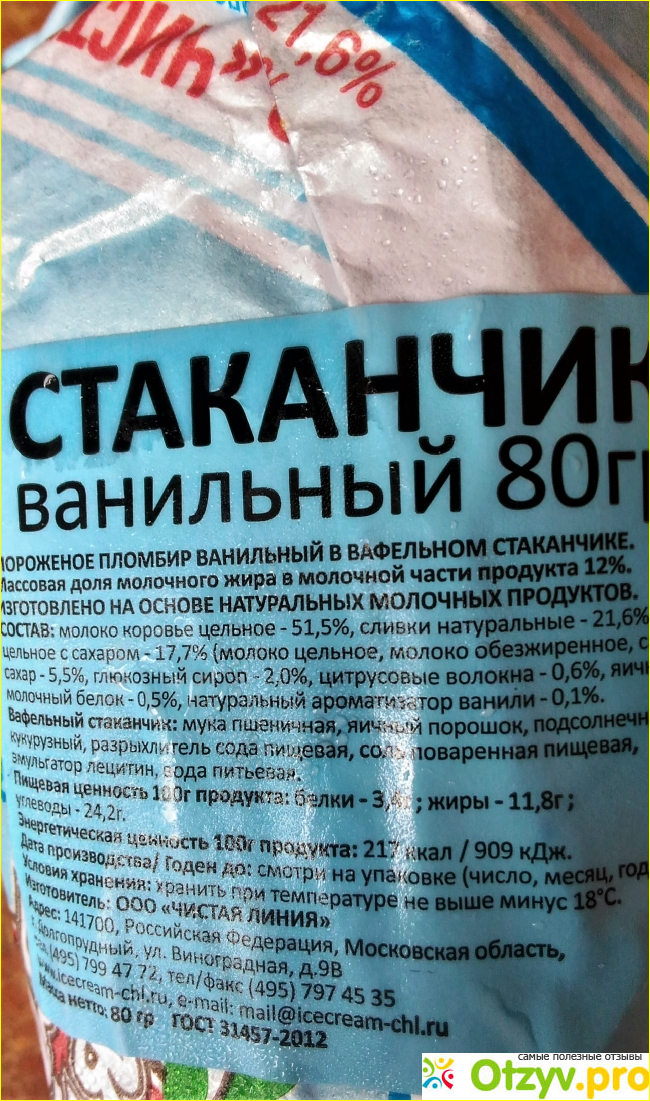 21,6%
«ЧИСТ
СТАКАНЧИК
ванильный 80г
МОРОЖЕНОЕ ПЛОМБИР ВАНИЛЬНЫЙ В ВАФЕЛЬНОМ СТАКАНЧИКЕ.
Массовая доля молочного жира в молочной части продукта 12%.
ИЗГОТОВЛЕНО НА ОСНОВЕ НАТУРАЛЬНЫХ МОЛОЧНЫХ ПРОДУКТОВ.
СОСТАВ: молоко коровье цельное - 51,5%, сливки натуральные - 21,6%
цельное с сахаром - 17,7% (молоко цельное, молоко обезжиренное, с
сахар - 5,5%, глюкозный сироп - 2,0%, цитрусовые волокна - 0,6%, яичн
молочный белок - 0,5%, натуральный ароматизатор ванили - 0,1%.
Вафельный стаканчик: мука пшеничная, яичный порошок, подсолнечн
кукурузный, разрыхлитель сода пищевая, соль поваренная пищевая,
эмульгатор лецитин, вода питьевая.
Пищевая ценность 100г продукта: белки - 3,4г ; жиры - 11,8г ;
углеводы - 24,2г.
Энергетическая ценность 100г продукта: 217 ккал / 909 кДж.
Дата производства/ Годен до: смотри на упаковке (число, месяц, год
Условия хранения: хранить при температуре не выше минус 18°С.
Изготовитель: ООО «ЧИСТАЯ ЛИНИЯ»
Адрес: 141700, Российская Федерация, Московская область,
г. Долгопрудный, ул. Виноградная, д.9В
(495) 799 47 72, тел/факс (495) 797 45 35
www.icecream-chl.ru, e-mail: mail@icecream-chl.ru
Масса нетто: 80 гр ГОСТ 31457-2012
самые полезные отзывы
Otzyv.pro